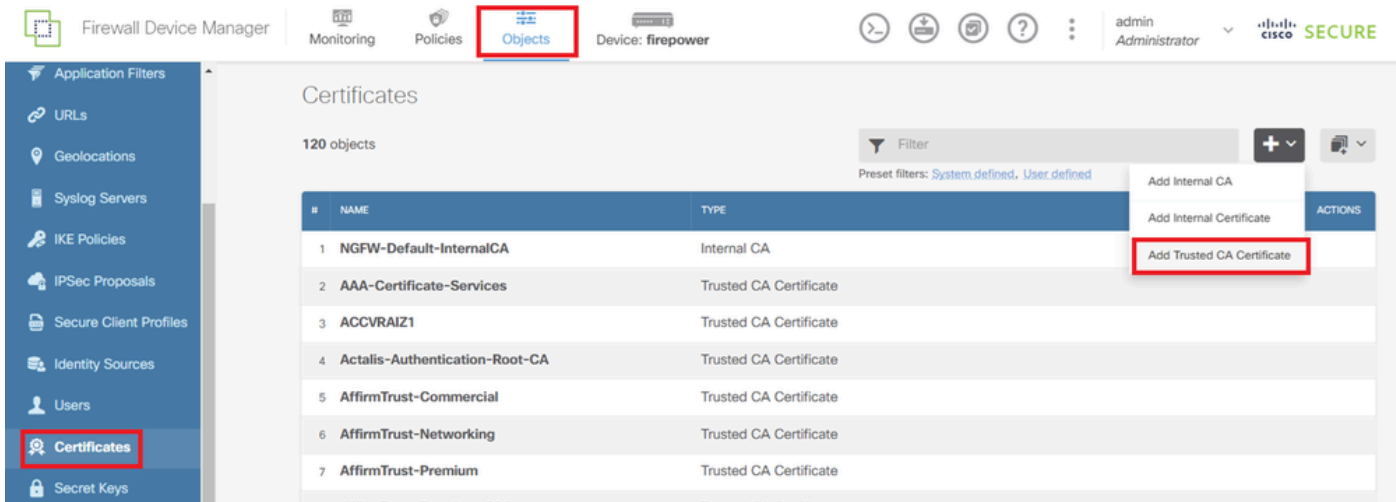 Firewall Device Manager
Monitoring
Policies
Objects
Device: firepower
admin
Administrator
cisco SECURE
Application Filters
URLs
Geolocations
Syslog Servers
IKE Policies
IPSec Proposals
Secure Client Profiles
Identity Sources
Users
Certificates
Secret Keys
Certificates
120 objects
Filter
Preset filters: System defined, User defined
Add Internal CA
Add Internal Certificate
Add Trusted CA Certificate
# NAME TYPE ACTIONS
1 NGFW-Default-InternalCA Internal CA
2 AAA-Certificate-Services Trusted CA Certificate
3 ACCVRAIZ1 Trusted CA Certificate
4 Actalis-Authentication-Root-CA Trusted CA Certificate
5 AffirmTrust-Commercial Trusted CA Certificate
6 AffirmTrust-Networking Trusted CA Certificate
7 AffirmTrust-Premium Trusted CA Certificate